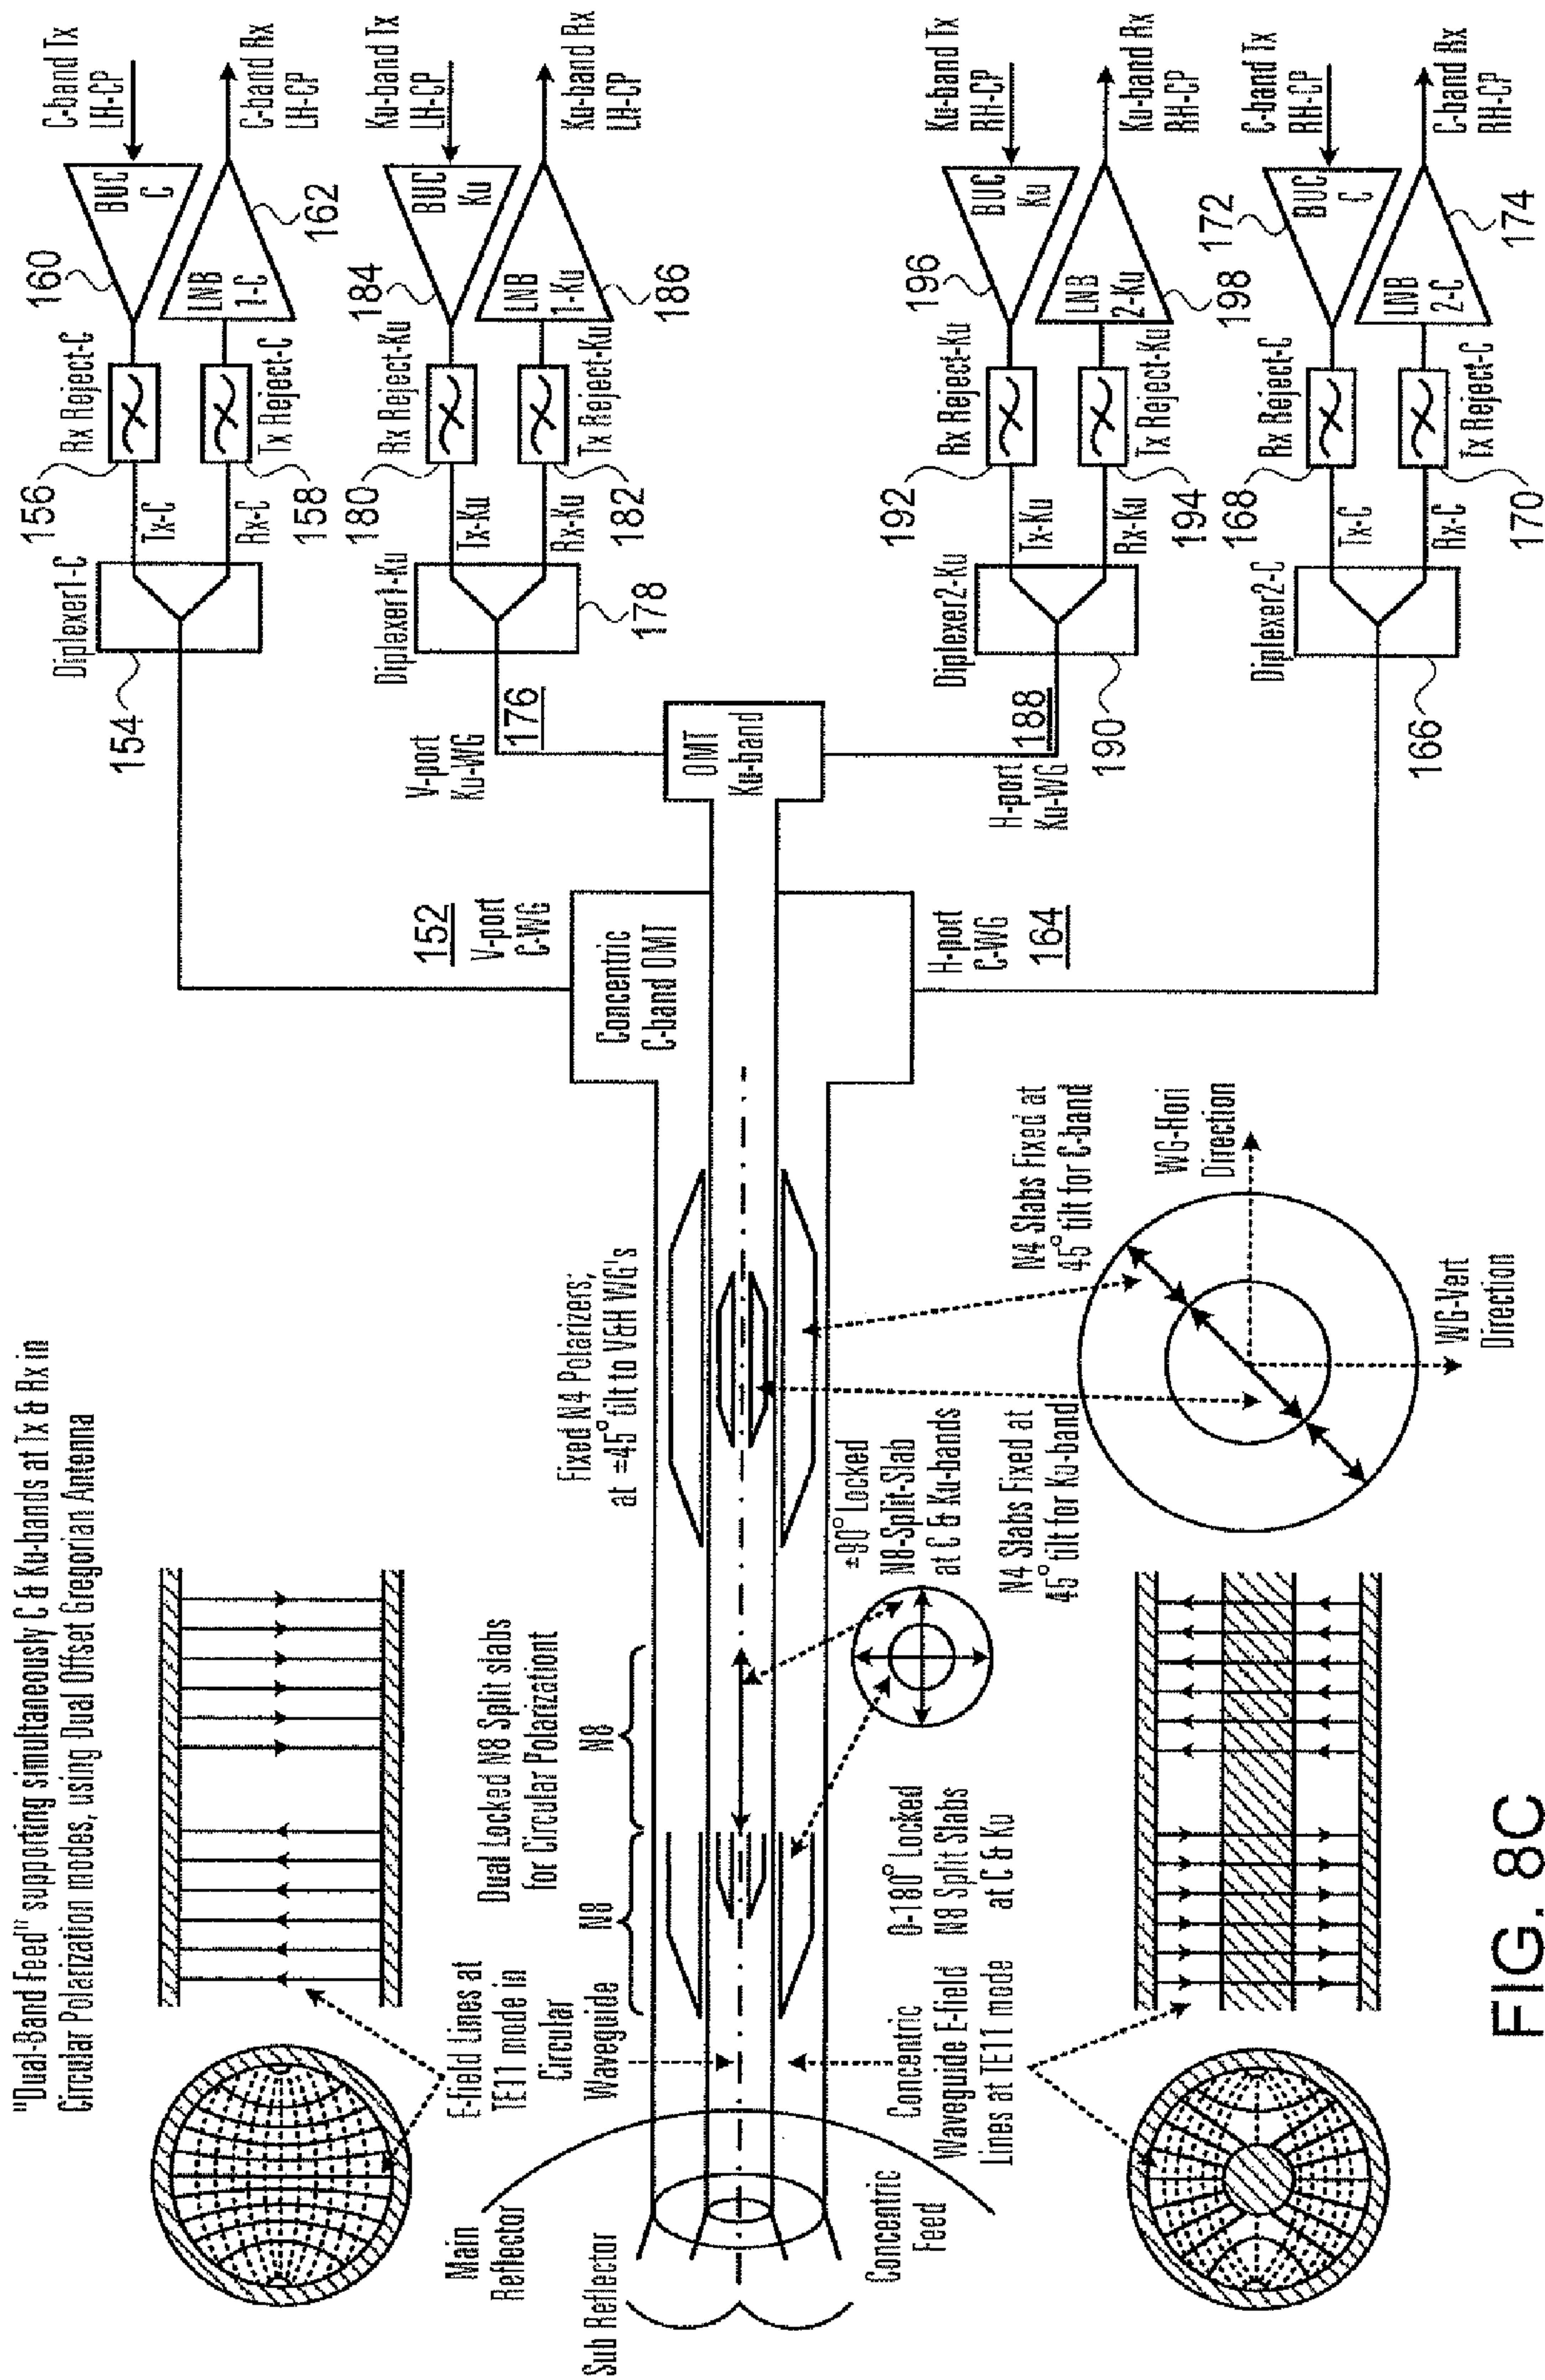 "Dual-Band Feed" supporting simultaneously C & Ku-bands at Tx & Rx in
Circular Polarization modes, using Dual Offset Gregorian Antenna
E-field Lines at
TE11 mode in
Circular
Waveguide
Main
Reflector
Sub Reflector
Concentric
Feed
Concentric
Waveguide E-field
Lines at TE11 mode
Dual Locked N8 Split slabs
for Circular Polarizationt
N8
N8
0-180° Locked
N8 Split Slabs
at C & Ku
±90° Locked
N8-Split-Slab
at C & Ku-bands
Fixed N4 Polarizers,
at ±45° tilt to V&H WG's
N4 Slabs Fixed at
45° tilt for Ku-band
N4 Slabs Fixed at
45° tilt for C-band
WG-Hori
Direction
WG-Vert
Direction
Concentric
C-band OMT
152
V-port
C-WG
H-port
C-WG
164
OMT
Ku-band
V-port
Ku-WG
176
H-port
Ku-WG
188
Diplexer1-C
154
Tx-C
Rx-C
156
Rx Reject-C
158
Tx Reject-C
160
BUC
C
LNB
1-C
162
C-band Tx
LH-CP
C-band Rx
LH-CP
Diplexer1-Ku
178
Tx-Ku
Rx-Ku
180
Rx Reject-Ku
182
Tx Reject-Ku
184
BUC
Ku
LNB
1-Ku
186
Ku-band Tx
LH-CP
Ku-band Rx
LH-CP
Diplexer2-Ku
190
Tx-Ku
Rx-Ku
192
Rx Reject-Ku
194
Tx Reject-Ku
196
BUC
Ku
LNB
2-Ku
198
Ku-band Tx
RH-CP
Ku-band Rx
RH-CP
Diplexer2-C
166
Tx-C
Rx-C
168
Rx Reject-C
170
Tx Reject-C
172
BUC
C
LNB
2-C
174
C-band Tx
RH-CP
C-band Rx
RH-CP
FIG. 8C